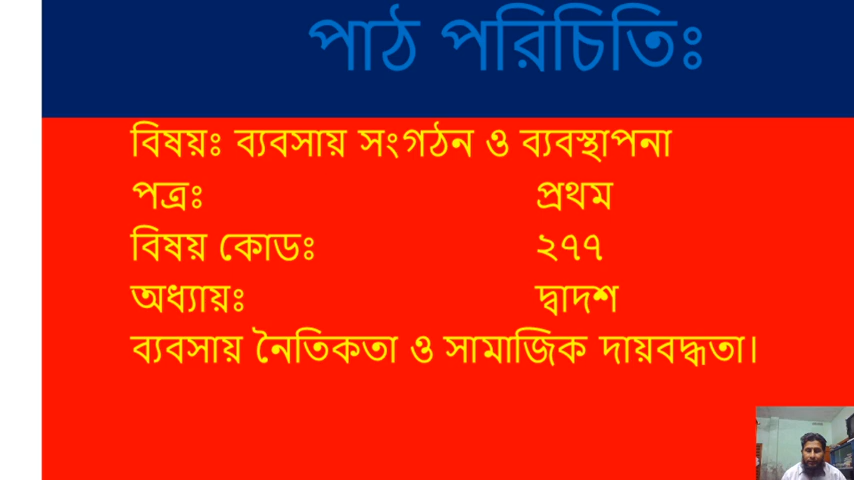 পাঠ পরিচিতিঃ
বিষয়ঃ ব্যবসায় সংগঠন ও ব্যবস্থাপনা
পত্রঃ প্রথম
বিষয় কোডঃ ২৭৭
অধ্যায়ঃ দ্বাদশ
ব্যবসায় নৈতিকতা ও সামাজিক দায়বদ্ধতা।